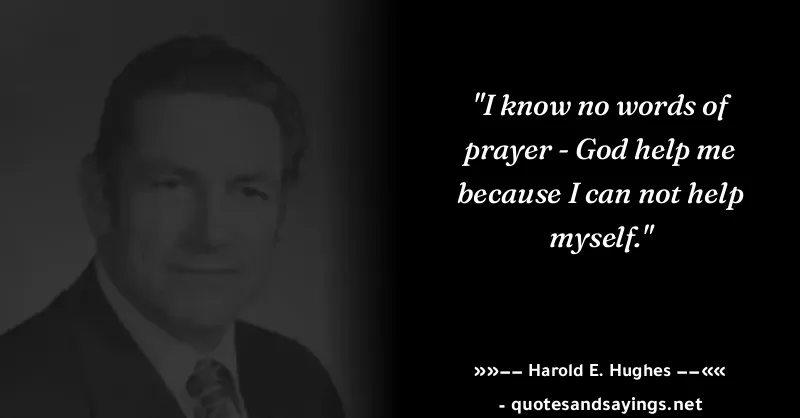 "I know no words of
prayer - God help me
because I can not help
myself."
»»−− Harold E. Hughes −−««
- quotesandsayings.net